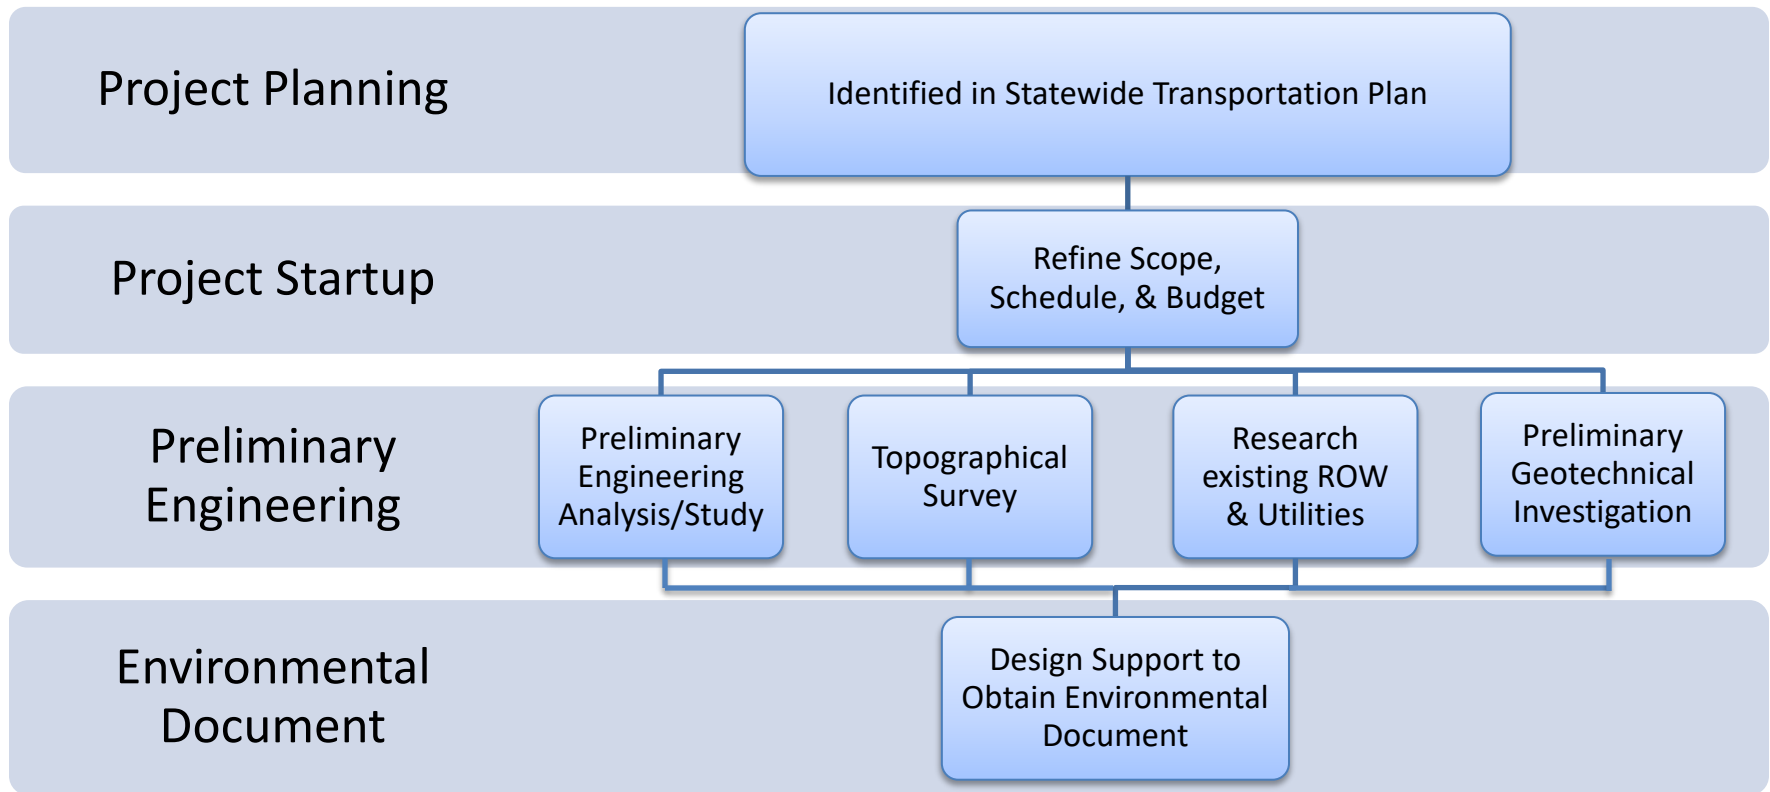 Project Planning
Identified in Statewide Transportation Plan
Project Startup
Refine Scope,
Schedule, & Budget
Preliminary
Engineering
Preliminary
Engineering
Analysis/Study
Topographical
Survey
Research
existing ROW
& Utilities
Preliminary
Geotechnical
Investigation
Environmental
Document
Design Support to
Obtain Environmental
Document